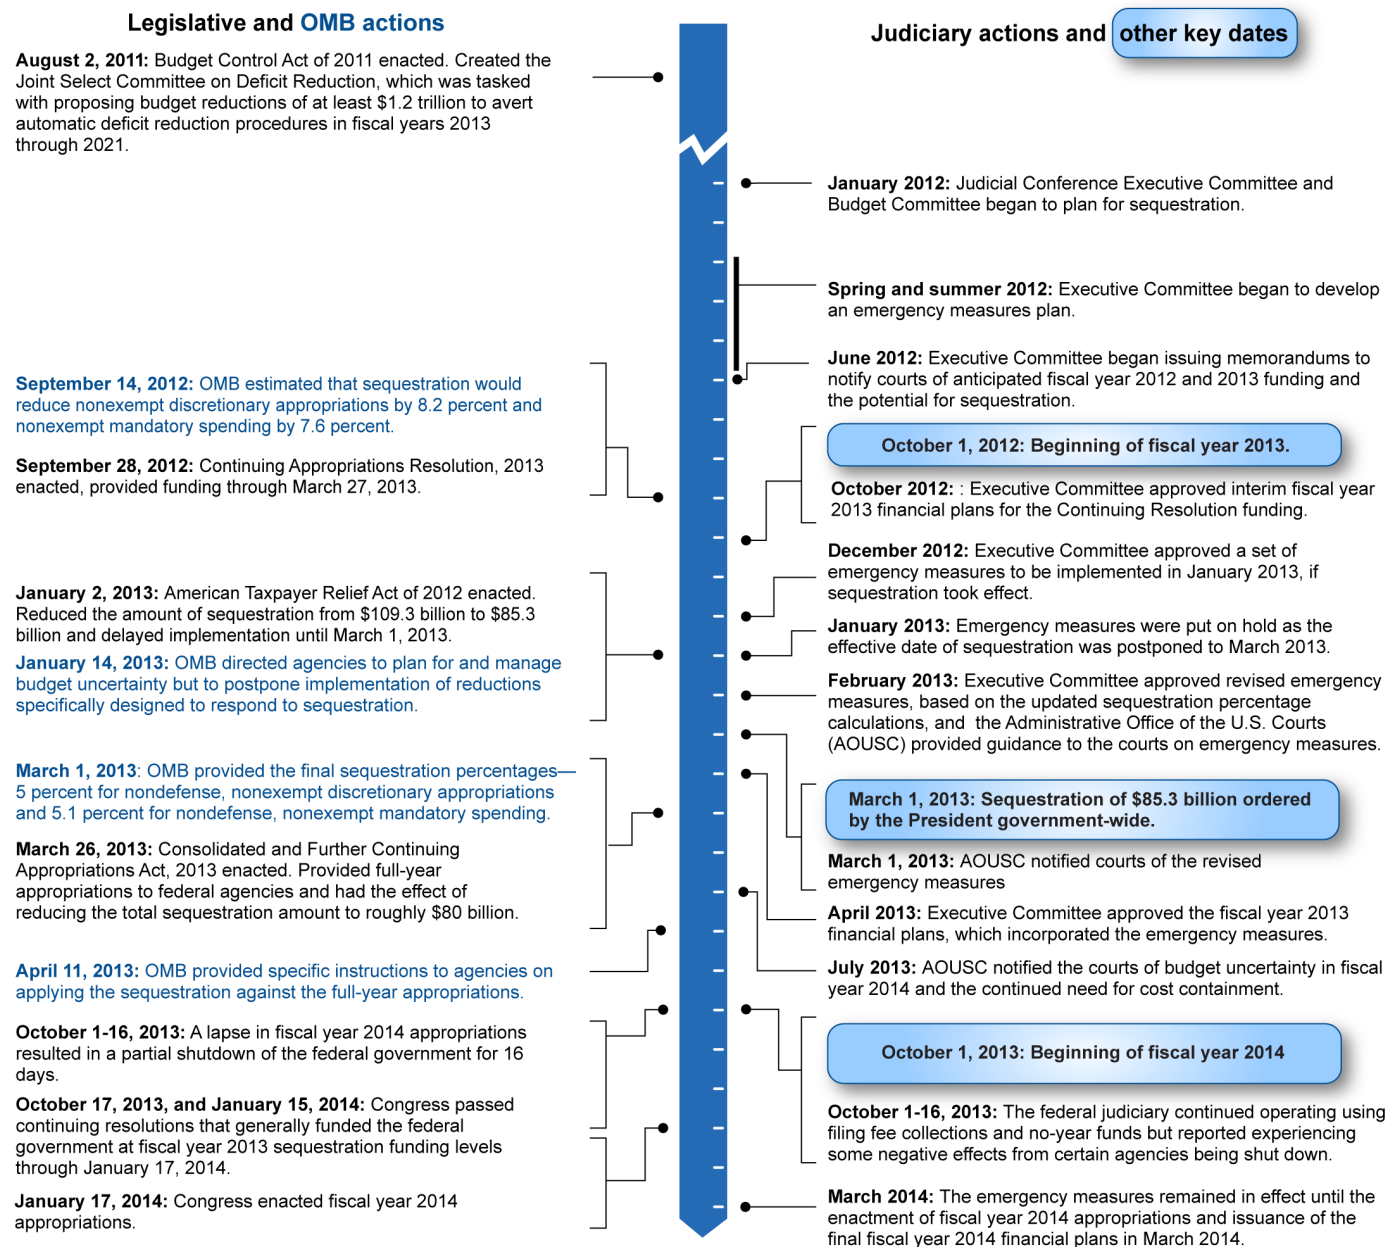 Legislative and OMB actions
August 2, 2011: Budget Control Act of 2011 enacted. Created the
Joint Select Committee on Deficit Reduction, which was tasked
with proposing budget reductions of at least $1.2 trillion to avert
automatic deficit reduction procedures in fiscal years 2013
through 2021.
September 14, 2012: OMB estimated that sequestration would
reduce nonexempt discretionary appropriations by 8.2 percent and
nonexempt mandatory spending by 7.6 percent.
September 28, 2012: Continuing Appropriations Resolution, 2013
enacted, provided funding through March 27, 2013.
January 2, 2013: American Taxpayer Relief Act of 2012 enacted.
Reduced the amount of sequestration from $109.3 billion to $85.3
billion and delayed implementation until March 1, 2013.
January 14, 2013: OMB directed agencies to plan for and manage
budget uncertainty but to postpone implementation of reductions
specifically designed to respond to sequestration.
March 1, 2013: OMB provided the final sequestration percentages—
5 percent for nondefense, nonexempt discretionary appropriations
and 5.1 percent for nondefense, nonexempt mandatory spending.
March 26, 2013: Consolidated and Further Continuing
Appropriations Act, 2013 enacted. Provided full-year
appropriations to federal agencies and had the effect of
reducing the total sequestration amount to roughly $80 billion.
April 11, 2013: OMB provided specific instructions to agencies on
applying the sequestration against the full-year appropriations.
October 1-16, 2013: A lapse in fiscal year 2014 appropriations
resulted in a partial shutdown of the federal government for 16
days.
October 17, 2013, and January 15, 2014: Congress passed
continuing resolutions that generally funded the federal
government at fiscal year 2013 sequestration funding levels
through January 17, 2014.
January 17, 2014: Congress enacted fiscal year 2014
appropriations.
Judiciary actions and other key dates
January 2012: Judicial Conference Executive Committee and
Budget Committee began to plan for sequestration.
Spring and summer 2012: Executive Committee began to develop
an emergency measures plan.
June 2012: Executive Committee began issuing memorandums to
notify courts of anticipated fiscal year 2012 and 2013 funding and
the potential for sequestration.
October 1, 2012: Beginning of fiscal year 2013.
October 2012: : Executive Committee approved interim fiscal year
2013 financial plans for the Continuing Resolution funding.
December 2012: Executive Committee approved a set of
emergency measures to be implemented in January 2013, if
sequestration took effect.
January 2013: Emergency measures were put on hold as the
effective date of sequestration was postponed to March 2013.
February 2013: Executive Committee approved revised emergency
measures, based on the updated sequestration percentage
calculations, and the Administrative Office of the U.S. Courts
(AOUSC) provided guidance to the courts on emergency measures.
March 1, 2013: Sequestration of $85.3 billion ordered
by the President government-wide.
March 1, 2013: AOUSC notified courts of the revised
emergency measures
April 2013: Executive Committee approved the fiscal year 2013
financial plans, which incorporated the emergency measures.
July 2013: AOUSC notified the courts of budget uncertainty in fiscal
year 2014 and the continued need for cost containment.
October 1, 2013: Beginning of fiscal year 2014
October 1-16, 2013: The federal judiciary continued operating using
filing fee collections and no-year funds but reported experiencing
some negative effects from certain agencies being shut down.
March 2014: The emergency measures remained in effect until the
enactment of fiscal year 2014 appropriations and issuance of the
final fiscal year 2014 financial plans in March 2014.